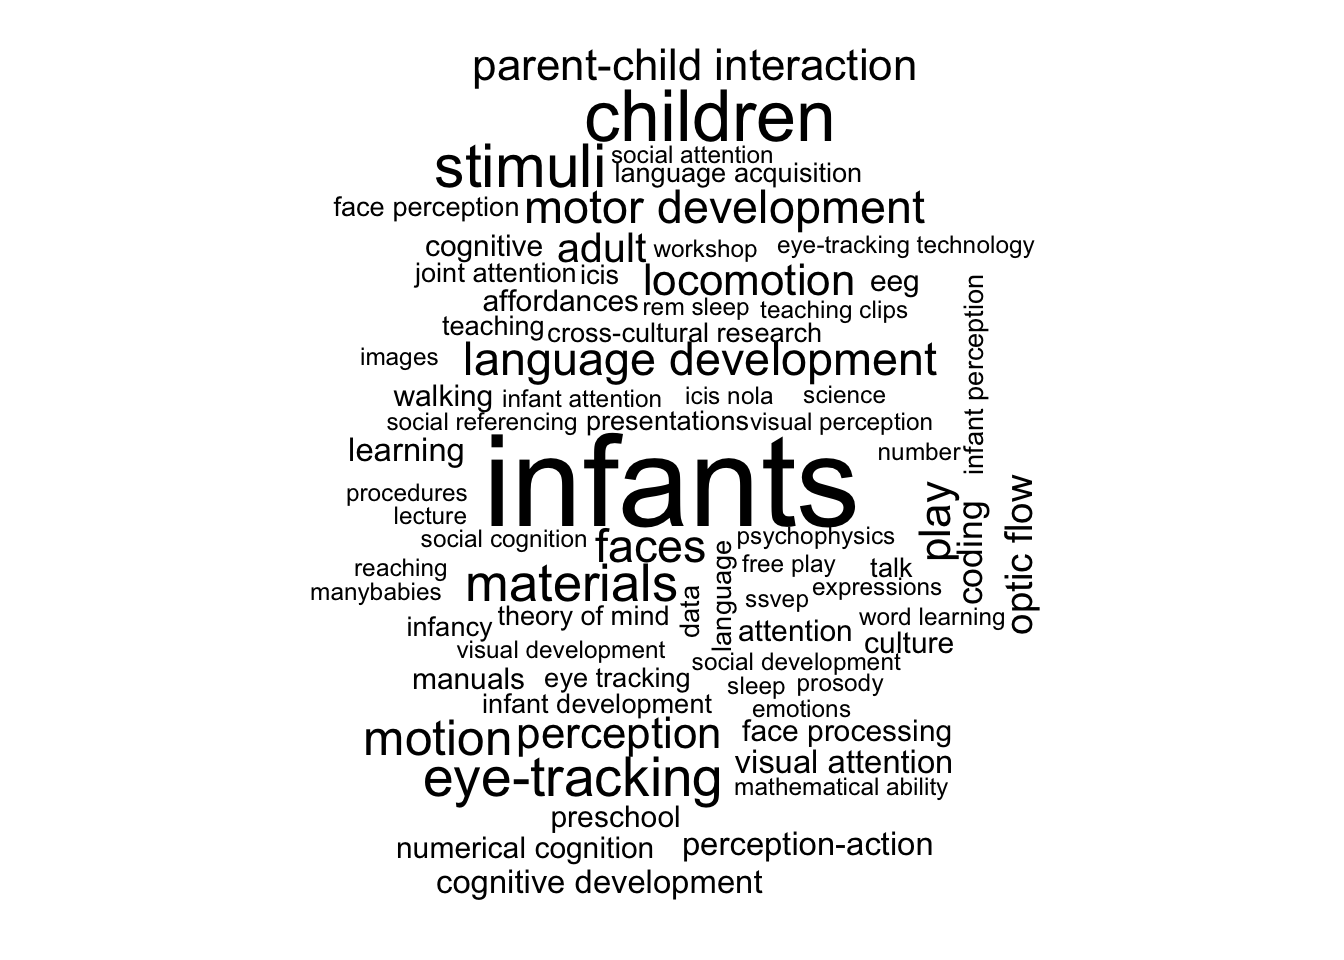 parent-child interaction
children
stimuli
social attention
language acquisition
face perception
motor development
cognitive
adult
workshop
eye-tracking technology
joint attention
icis
locomotion
eeg
affordances
rem sleep
teaching clips
infant perception
teaching
cross-cultural research
images
language development
walking
infant attention
icis nola
science
social referencing
presentations
visual perception
learning
infants
number
procedures
lecture
play
coding
optic flow
social cognition
faces
psychophysics
reaching
materials
language
free play
talk
manybabies
data
ssvep
expressions
infancy
theory of mind
attention
word learning
culture
visual development
social development
manuals
eye tracking
sleep
prosody
infant development
emotions
motion
perception
face processing
eye-tracking
visual attention
mathematical ability
preschool
numerical cognition
perception-action
cognitive development